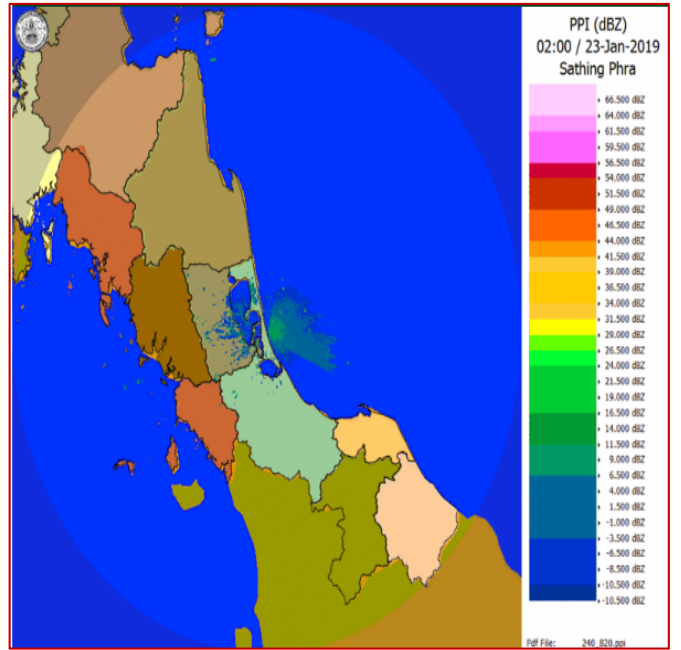 PPI (dBZ)
02:00 / 23-Jan-2019
Sathing Phra
66.500 dBZ
64.000 dBZ
61.500 dBZ
59.500 dBZ
56.500 dBZ
54.000 dBZ
51.500 dBZ
49.000 dBZ
46.500 dBZ
44.000 dBZ
41.500 dBZ
39.000 dBZ
36.500 dBZ
34.000 dBZ
31.500 dBZ
29.000 dBZ
26.500 dBZ
24.000 dBZ
21.500 dBZ
19.000 dBZ
16.500 dBZ
14.000 dBZ
11.500 dBZ
9.000 dBZ
6.500 dBZ
4.000 dBZ
1.500 dBZ
-1.000 dBZ
-3.500 dBZ
-6.500 dBZ
-8.500 dBZ
-10.500 dBZ
-10.500 dBZ
Pdf File: 240_820.ppi